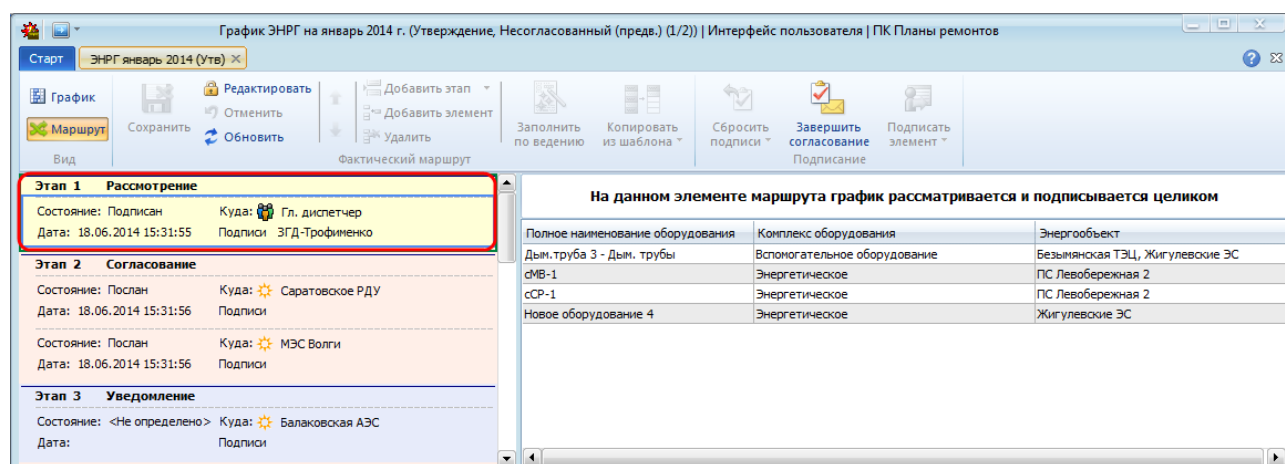 График ЭНРГ на январь 2014 г. (Утверждение, Несогласованный (предв.) (1/2)) | Интерфейс пользователя | ПК Планы ремонтов
Старт ЭНРГ январь 2014 (Утв)
График
Маршрут
Вид
Сохранить
Редактировать
Отменить
Обновить
Добавить этап
Добавить элемент
Удалить
Фактический маршрут
Заполнить
по ведению
Копировать
из шаблона
Сбросить
подписи
Завершить
согласование
Подписать
элемент
Подписание
Этап 1 Рассмотрение
Состояние: Подписан Куда: Гл. диспетчер
Дата: 18.06.2014 15:31:55 Подписи ЗГД-Трофименко
Этап 2 Согласование
Состояние: Послан Куда: Саратовское РДУ
Дата: 18.06.2014 15:31:56 Подписи
Состояние: Послан Куда: МЭС Волги
Дата: 18.06.2014 15:31:56 Подписи
Этап 3 Уведомление
Состояние: <Не определено> Куда: Балаковская АЭС
Дата: Подписи
На данном элементе маршрута график рассматривается и подписывается целиком
Полное наименование оборудования Комплекс оборудования Энергообъект
Дым.труба 3 - Дым. трубы Вспомогательное оборудование Безымянская ТЭЦ, Жигулевские ЭС
сМВ-1 Энергетическое ПС Левобережная 2
сСР-1 Энергетическое ПС Левобережная 2
Новое оборудование 4 Энергетическое Жигулевские ЭС